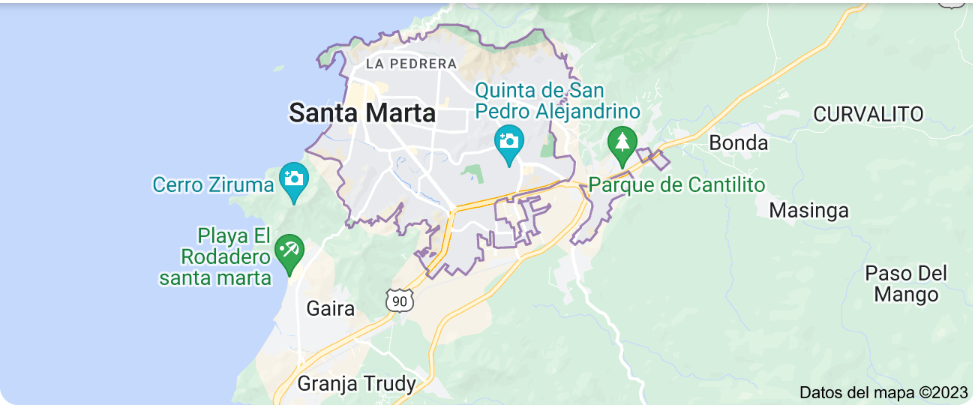 90
LA PEDRERA
Quinta de San
Pedro Alejandrino
Santa Marta
CURVALITO
Bonda
Cerro Ziruma
Parque de Cantilito
Masinga
Playa El
Rodadero
santa marta
Paso Del
Mango
90
Gaira
Granja Trudy
Datos del mapa ©2023